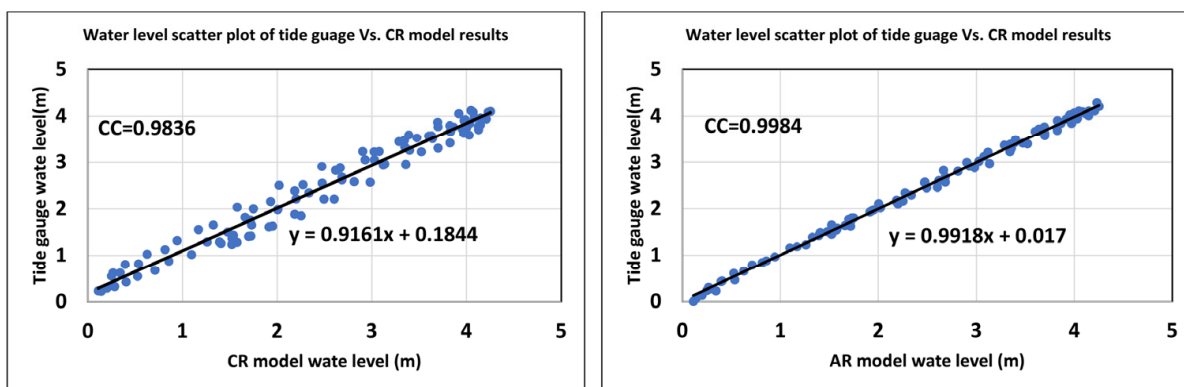 Water level scatter plot of tide guage Vs. CR model results
5
4
3
2
1
0
Tide gauge wate level(m)
CC=0.9836
y = 0.9161x + 0.1844
0 1 2 3 4 5
CR model wate level (m)
Water level scatter plot of tide guage Vs. CR model results
5
4
3
2
1
0
Tide gauge wate level(m)
CC=0.9984
y = 0.9918x + 0.017
0 1 2 3 4 5
AR model wate level (m)